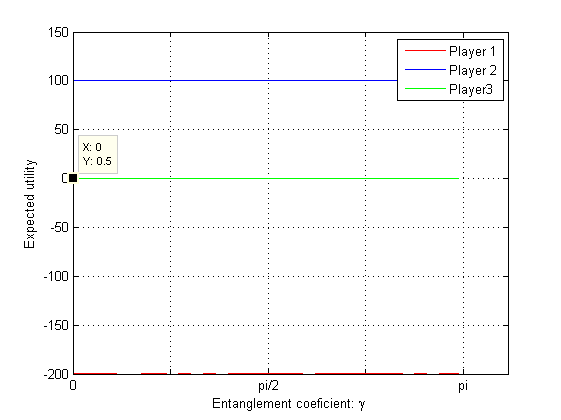 150
100
50
0
-50
-100
-150
-200
0
pi/2
pi
Expected utility
Entanglement coeficient: γ
Player 1
Player 2
Player3
X: 0
Y: 0.5